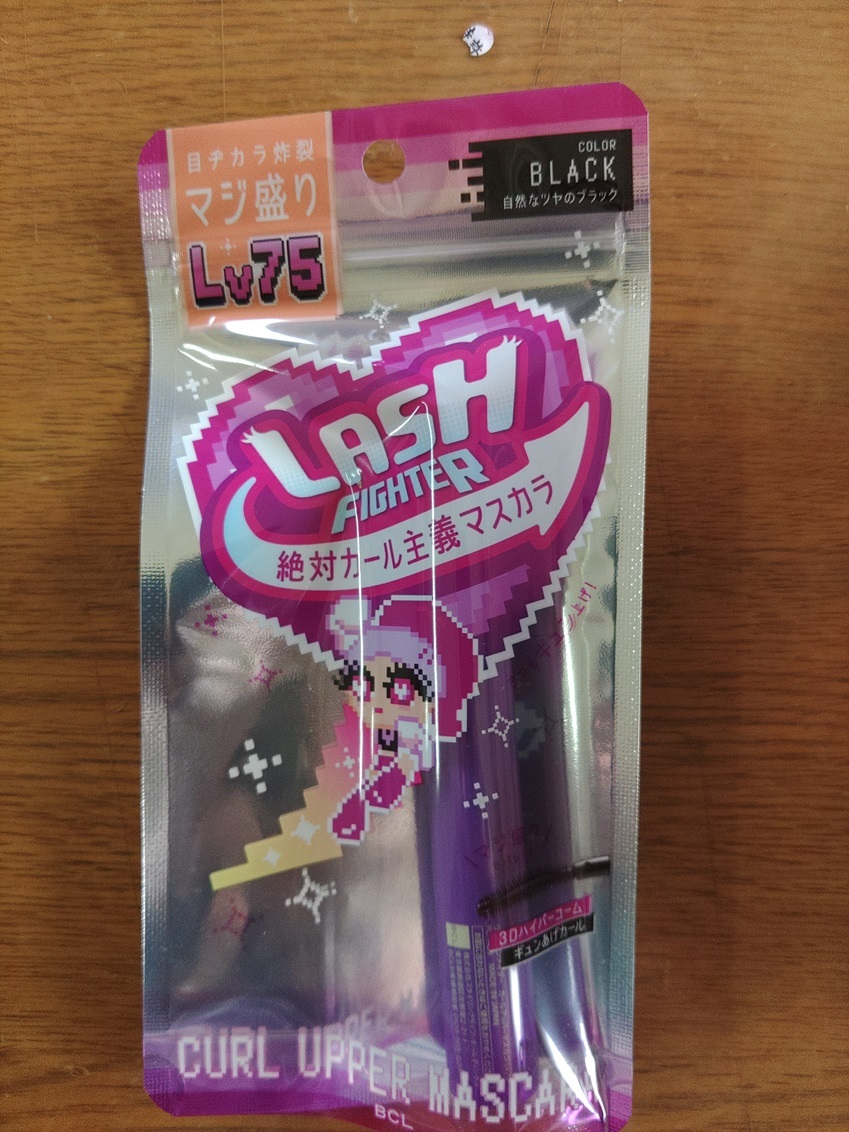 目ヂカラ炸裂
マジ盛り
Lv75
COLOR
BLACK
自然なツヤのブラック
LASH
FIGHTER
絶対カール主義マスカラ
3Dハイパーコーム
ギュンあげカール
CURL UPPER MASCARA
BCL